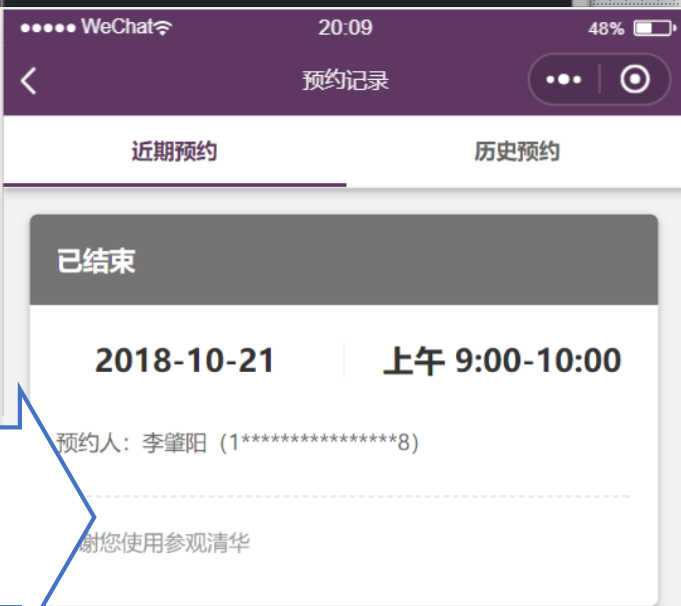 WeChat 20:09 48%
预约记录
近期预约 历史预约
已结束
2018-10-21 上午 9:00-10:00
预约人：李肇阳（1****************8）
谢您使用参观清华